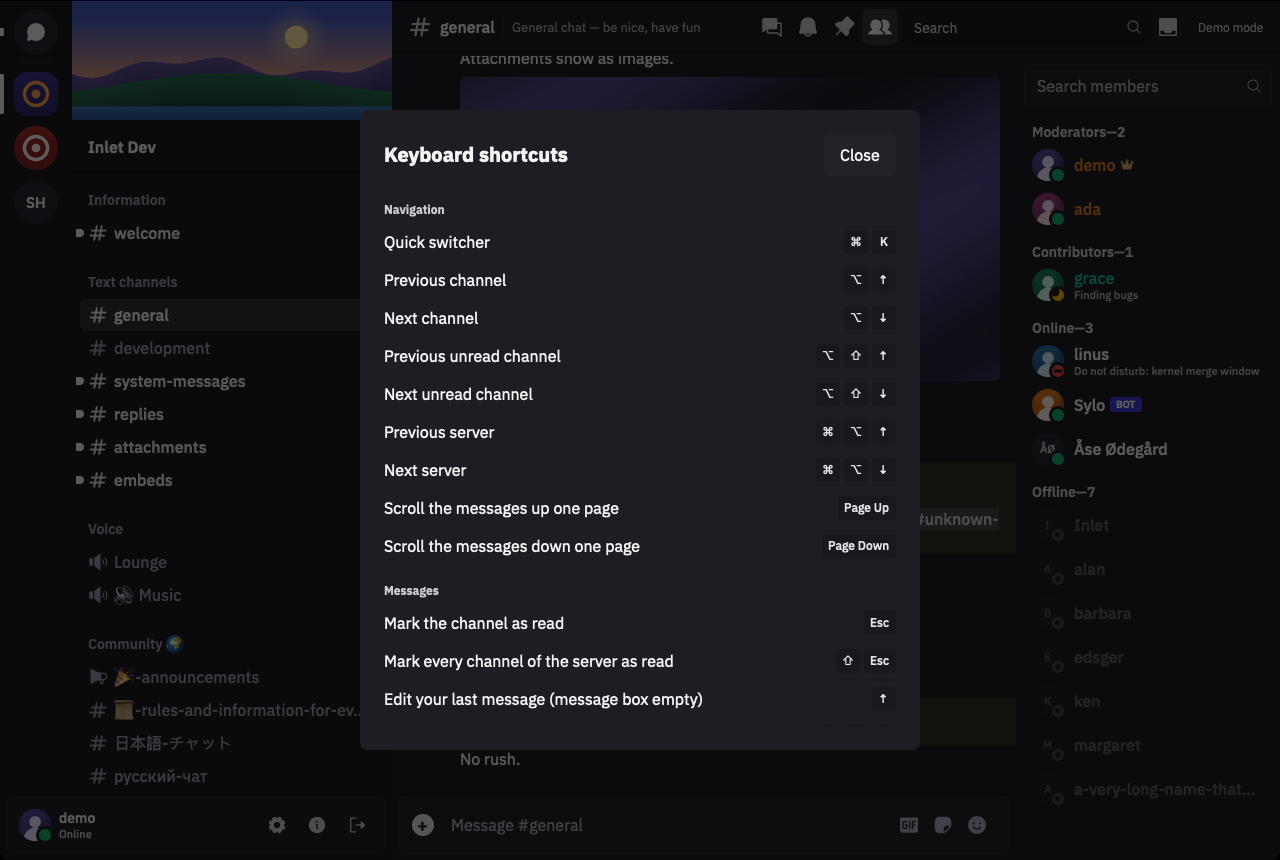 general
General chat — be nice, have fun
Search
Demo mode
Inlet Dev
SH
Information
welcome
Text channels
general
development
system-messages
replies
attachments
embeds
Voice
Lounge
Music
Community
-announcements
-rules-and-information-for-ev...
日本語-チャット
русский-чат
demo
Online
Attachments show as images.
#unknown-
No rush.
Message #general
GIF
Keyboard shortcuts
Close
Navigation
Quick switcher ⌘ K
Previous channel ⌥ ↑
Next channel ⌥ ↓
Previous unread channel ⌥ ⇧ ↑
Next unread channel ⌥ ⇧ ↓
Previous server ⌘ ⌥ ↑
Next server ⌘ ⌥ ↓
Scroll the messages up one page Page Up
Scroll the messages down one page Page Down
Messages
Mark the channel as read Esc
Mark every channel of the server as read ⇧ Esc
Edit your last message (message box empty) ↑
Search members
Moderators—2
demo
ada
Contributors—1
grace
Finding bugs
Online—3
linus
Do not disturb: kernel merge window
Sylo BOT
ÅØ
Åse Ødegård
Offline—7
I
Inlet
A
alan
B
barbara
E
edsger
K
ken
M
margaret
A
a-very-long-name-that...